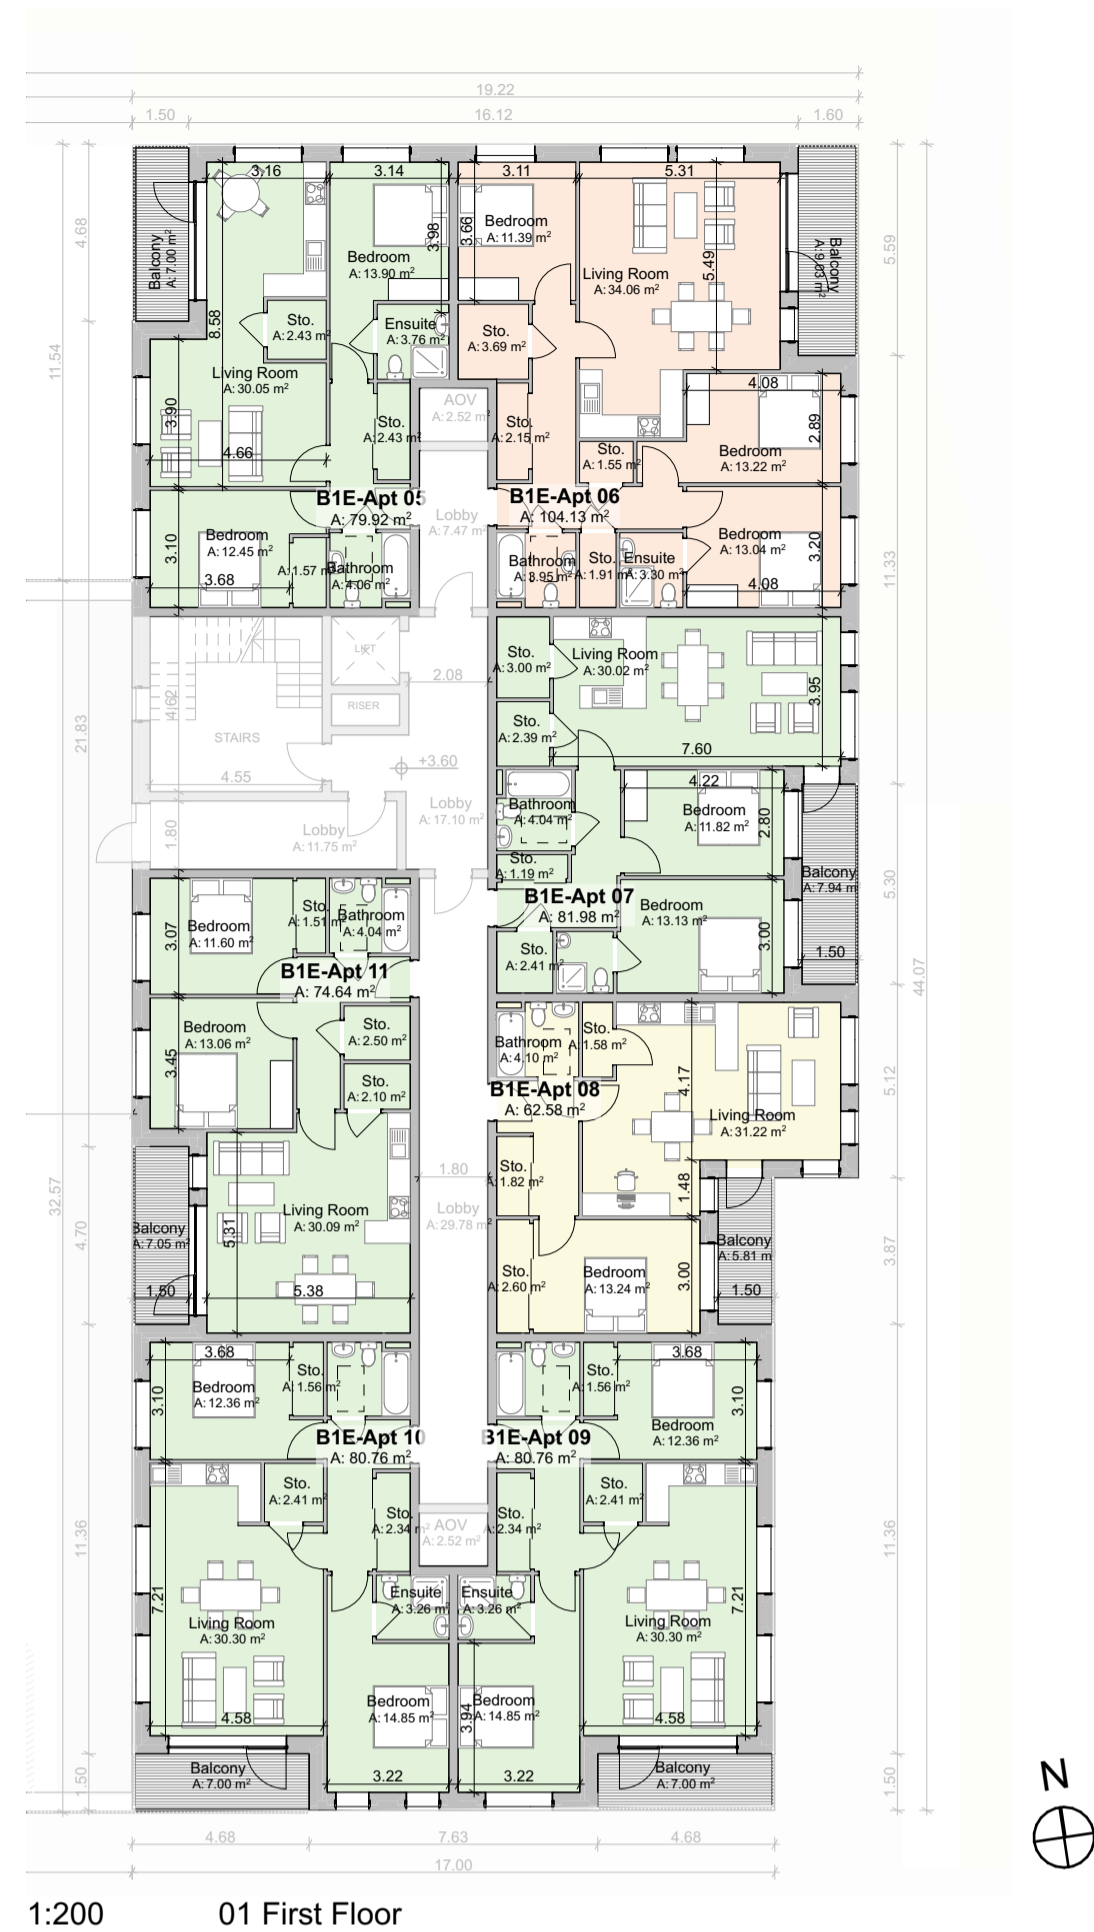 19.22
1.50
16.12
1.60
4.68
11.54
21.83
32.57
4.70
11.36
1.50
5.59
11.33
5.30
44.07
5.12
3.87
11.36
1.50
Balcony
A: 7.00 m²
3.16
8.58
3.90
4.66
Living Room
A: 30.05 m²
Sto.
A: 2.43 m²
3.14
3.98
Bedroom
A: 13.90 m²
Ensuite
A: 3.76 m²
Sto.
A: 2.43 m²
B1E-Apt 05
A: 79.92 m²
3.10
Bedroom
A: 12.45 m²
3.68
A: 1.57
Bathroom
A: 4.06 m²
AOV
A: 2.52 m²
Lobby
A: 7.47 m²
3.11
3.66
Bedroom
A: 11.39 m²
Sto.
A: 3.69 m²
Sto.
A: 2.15 m²
5.31
5.49
Living Room
A: 34.06 m²
Balcony
A: 9.03 m²
4.08
2.89
Bedroom
A: 13.22 m²
Sto.
A: 1.55 m²
B1E-Apt 06
A: 104.13 m²
Bathroom
A: 3.95 m²
Sto.
A: 1.91 m²
Ensuite
A: 3.30 m²
Bedroom
A: 13.04 m²
3.20
4.08
LIFT
RISER
STAIRS
4.62
4.55
2.08
+3.60
Lobby
A: 17.10 m²
1.80
Lobby
A: 11.75 m²
Sto.
A: 3.00 m²
Living Room
A: 30.02 m²
3.95
Sto.
A: 2.39 m²
7.60
Bathroom
A: 4.04 m²
4.22
Bedroom
A: 11.82 m²
2.80
Sto.
A: 1.19 m²
Balcony
A: 7.94 m
B1E-Apt 07
A: 81.98 m²
Bedroom
A: 13.13 m²
3.00
Sto.
A: 2.41 m²
1.50
3.07
Bedroom
A: 11.60 m²
Sto.
A: 1.51 m²
Bathroom
A: 4.04 m²
B1E-Apt 11
A: 74.64 m²
3.45
Bedroom
A: 13.06 m²
Sto.
A: 2.50 m²
Sto.
A: 2.10 m²
Balcony
A: 7.05 m²
1.50
5.31
Living Room
A: 30.09 m²
5.38
1.80
Lobby
A: 29.78 m²
Bathroom
A: 4.10 m²
Sto.
A: 1.58 m²
B1E-Apt 08
A: 62.58 m²
4.17
Living Room
A: 31.22 m²
Sto.
A: 1.82 m²
1.48
Sto.
A: 2.60 m²
Bedroom
A: 13.24 m²
3.00
Balcony
A: 5.81 m
1.50
3.68
3.10
Bedroom
A: 12.36 m²
Sto.
A: 1.56 m²
B1E-Apt 10
A: 80.76 m²
Sto.
A: 2.41 m²
Sto.
A: 2.34 m²
7.21
Living Room
A: 30.30 m²
4.58
Ensuite
A: 3.26 m²
Bedroom
A: 14.85 m²
3.22
Balcony
A: 7.00 m²
AOV
A: 2.52 m²
Sto.
A: 1.56 m²
3.68
3.10
Bedroom
A: 12.36 m²
B1E-Apt 09
A: 80.76 m²
Sto.
A: 2.34 m²
Sto.
A: 2.41 m²
Ensuite
A: 3.26 m²
7.21
Living Room
A: 30.30 m²
4.58
3.94
Bedroom
A: 14.85 m²
3.22
Balcony
A: 7.00 m²
4.68
7.63
4.68
17.00
N
1:200
01 First Floor